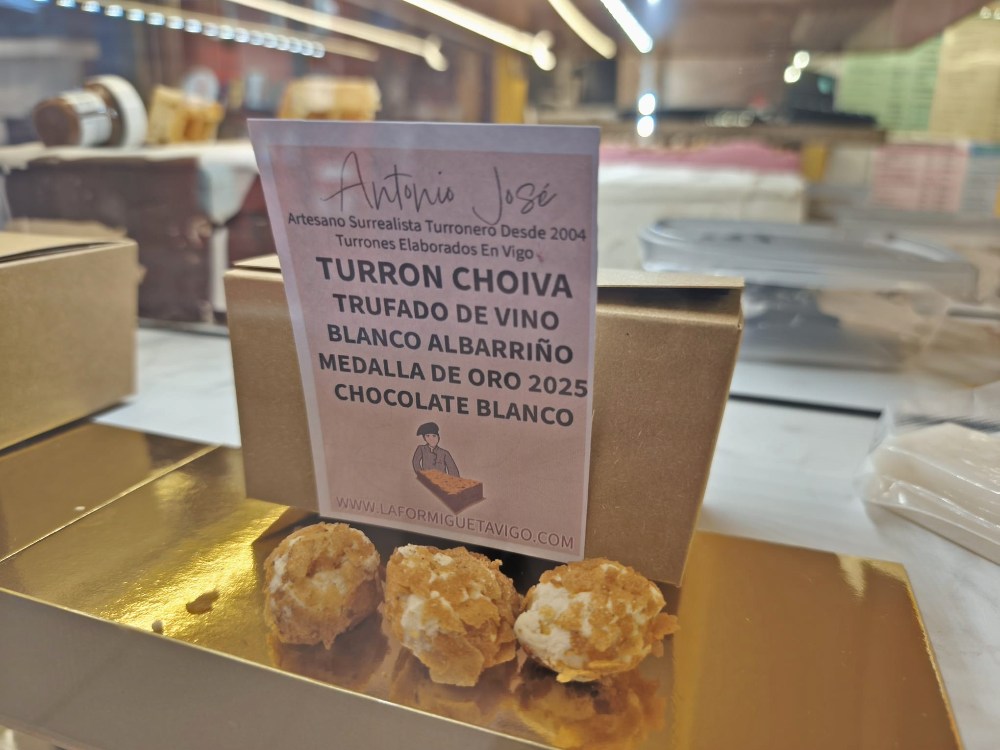 Antonio José
Artesano Surrealista Turronero Desde 2004
Turrones Elaborados En Vigo
TURRON CHOIVA
TRUFADO DE VINO
BLANCO ALBARRIÑO
MEDALLA DE ORO 2025
CHOCOLATE BLANCO
WWW.LAFORMIGUETAVIGO.COM